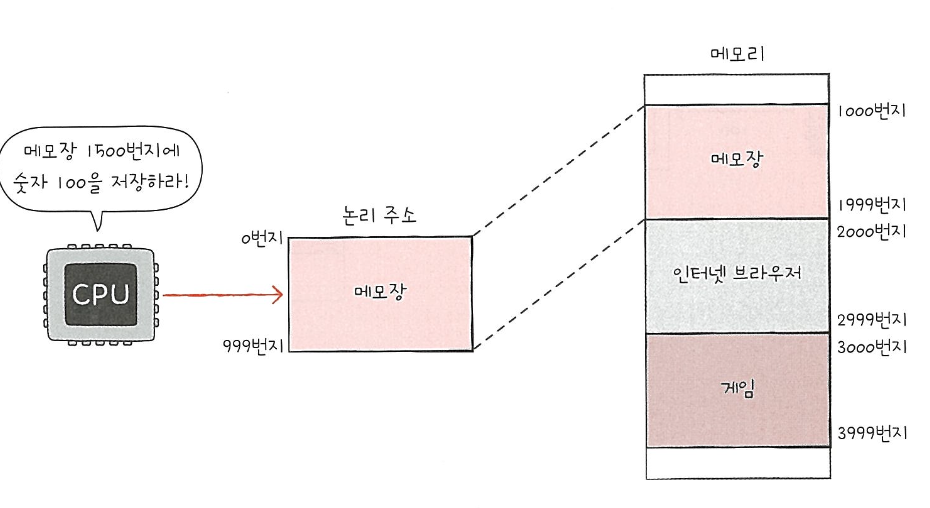 메모장 1500번지에
숫자 100을 저장하라!
CPU
논리 주소
0번지
메모장
999번지
메모리
1000번지
메모장
1999번지
2000번지
인터넷 브라우저
2999번지
3000번지
게임
3999번지